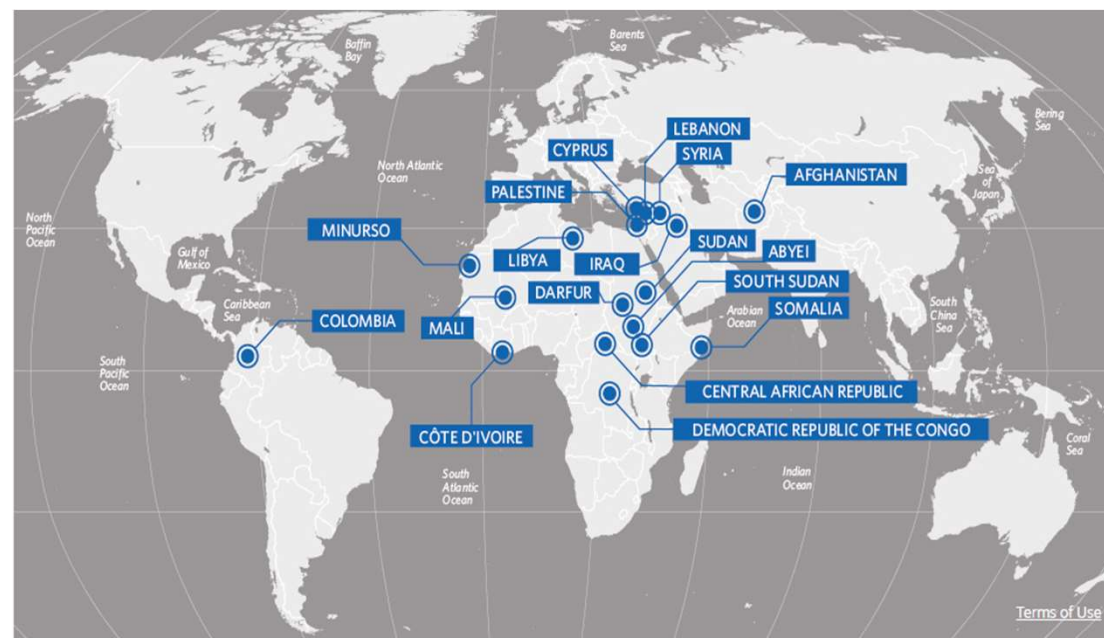 Baffin
Bay
Barents
Sea
Bering
Sea
LEBANON
CYPRUS
SYRIA
North Atlantic
Ocean
AFGHANISTAN
Sea
of
Japan
PALESTINE
North
Pacific
Ocean
MINURSO
SUDAN
Gulf of
Mexico
LIBYA
IRAQ
ABYEI
DARFUR
SOUTH SUDAN
Caribbean
Sea
Arabian
Ocean
SOMALIA
South
China
Sea
COLOMBIA
MALI
South
Pacific
Ocean
CENTRAL AFRICAN REPUBLIC
CÔTE D'IVOIRE
DEMOCRATIC REPUBLIC OF THE CONGO
Coral
Sea
South
Atlantic
Ocean
Indian
Ocean
Terms of Use